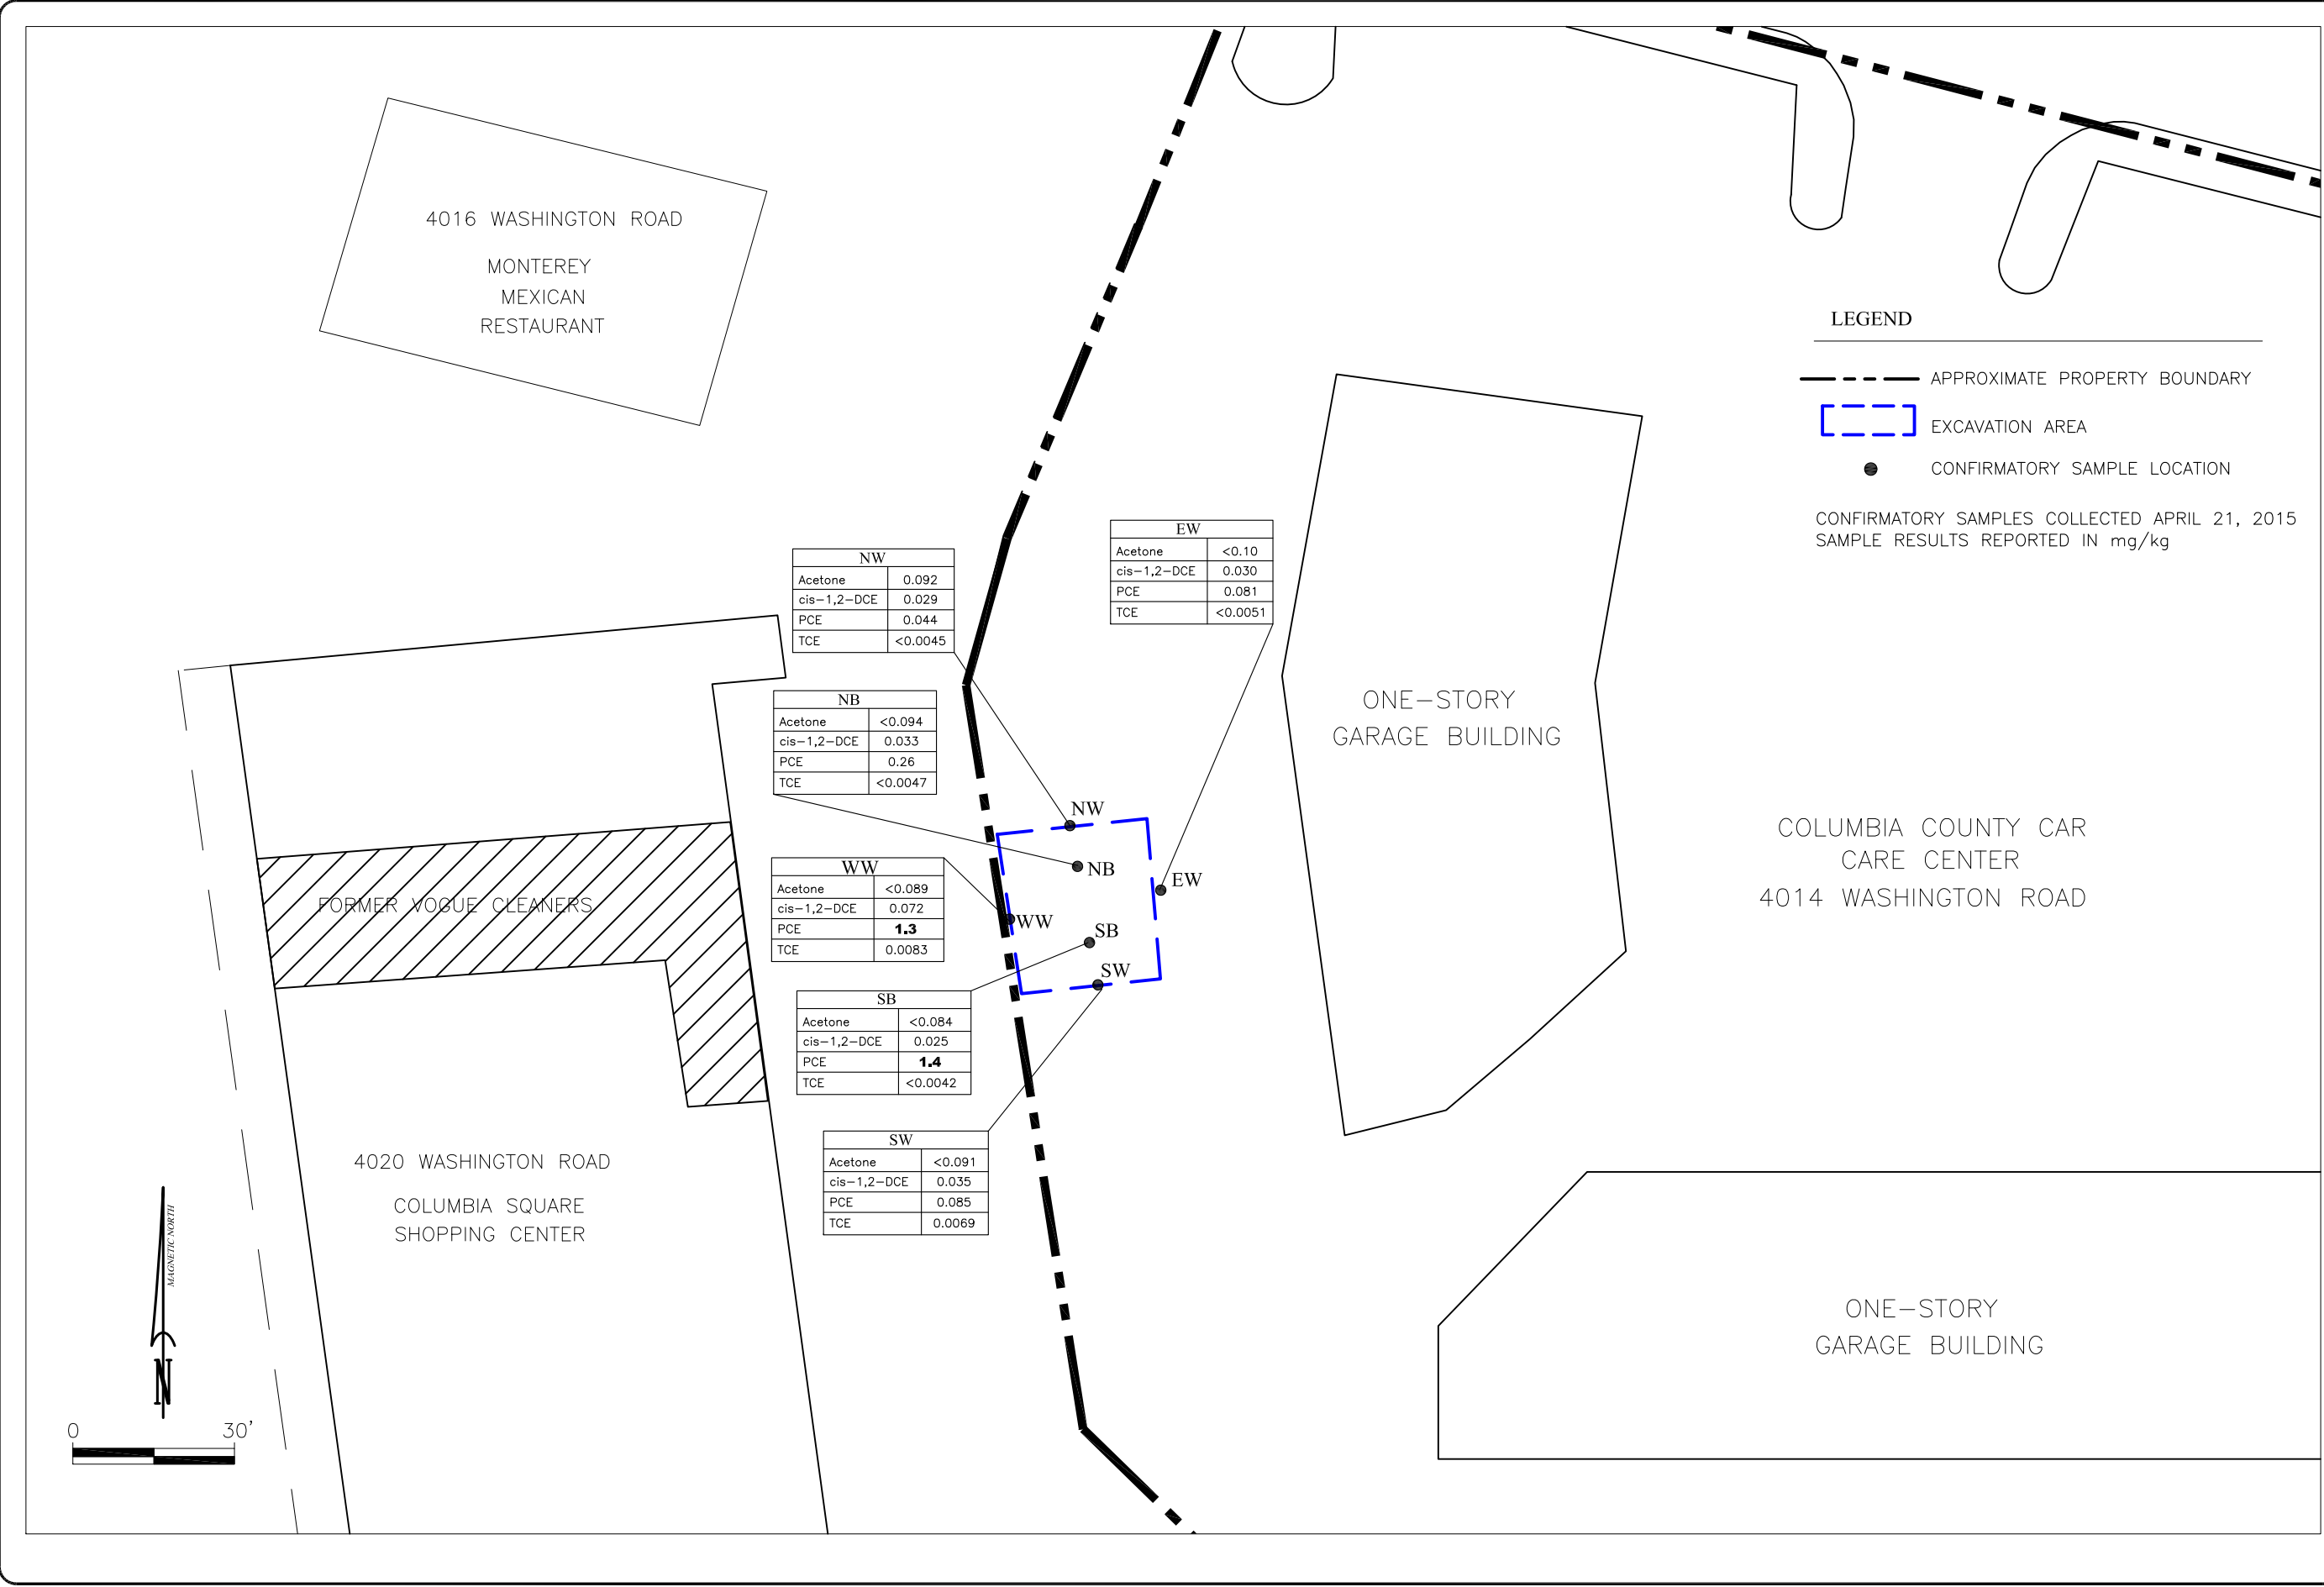 4016 WASHINGTON ROAD
MONTEREY
MEXICAN
RESTAURANT
LEGEND
APPROXIMATE PROPERTY BOUNDARY
EXCAVATION AREA
CONFIRMATORY SAMPLE LOCATION
CONFIRMATORY SAMPLES COLLECTED APRIL 21, 2015
SAMPLE RESULTS REPORTED IN mg/kg
EW
Acetone <0.10
cis-1,2-DCE 0.030
PCE 0.081
TCE <0.0051
NW
Acetone 0.092
cis-1,2-DCE 0.029
PCE 0.044
TCE <0.0045
NB
Acetone <0.094
cis-1,2-DCE 0.033
PCE 0.26
TCE <0.0047
WW
Acetone <0.089
cis-1,2-DCE 0.072
PCE 1.3
TCE 0.0083
SB
Acetone <0.084
cis-1,2-DCE 0.025
PCE 1.4
TCE <0.0042
SW
Acetone <0.091
cis-1,2-DCE 0.035
PCE 0.085
TCE 0.0069
NW
NB
EW
WW
SB
SW
ONE-STORY
GARAGE BUILDING
COLUMBIA COUNTY CAR
CARE CENTER
4014 WASHINGTON ROAD
FORMER VOGUE CLEANERS
4020 WASHINGTON ROAD
COLUMBIA SQUARE
SHOPPING CENTER
ONE-STORY
GARAGE BUILDING
MAGNETIC NORTH
N
0 30'